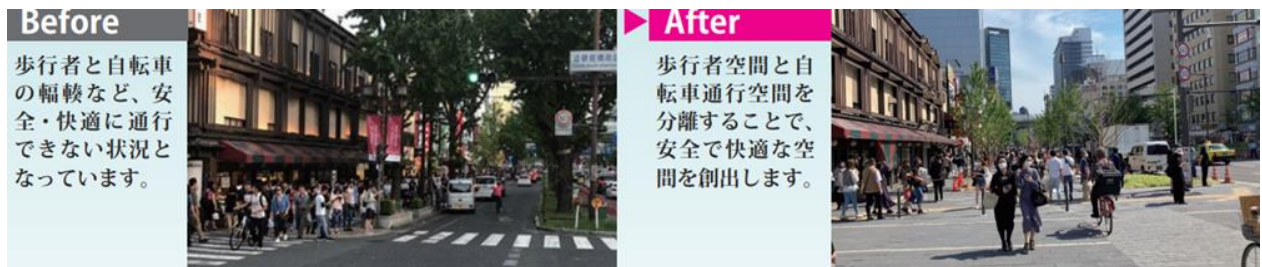 Before
歩行者と自転車
の輻輳など、安
全・快適に通行
できない状況と
なっています。
After
歩行者空間と自
転車通行空間を
分離することで、
安全で快適な空
間を創出します。